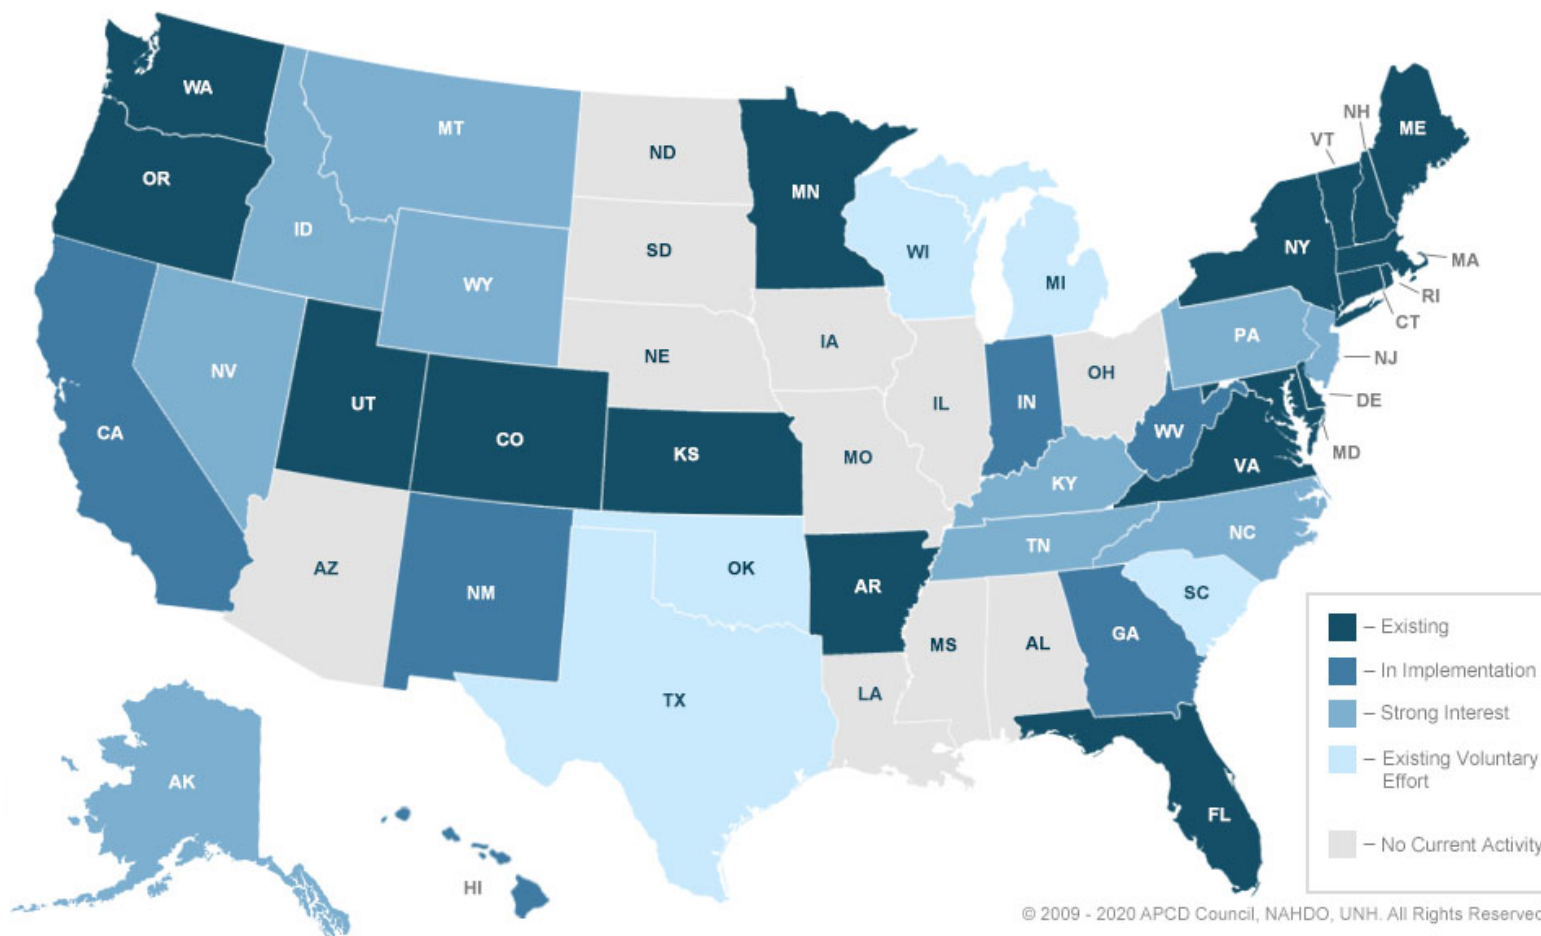 WA
OR
MT
ID
WY
NV
CA
UT
CO
AZ
NM
ND
SD
NE
KS
OK
TX
MN
IA
MO
AR
LA
WI
IL
MI
IN
OH
KY
TN
MS
AL
GA
FL
SC
NC
VA
WV
PA
NY
VT
NH
ME
MA
RI
CT
NJ
DE
MD
AK
HI
– Existing
– In Implementation
– Strong Interest
– Existing Voluntary
Effort
– No Current Activity
© 2009 - 2020 APCD Council, NAHDO, UNH. All Rights Reserved